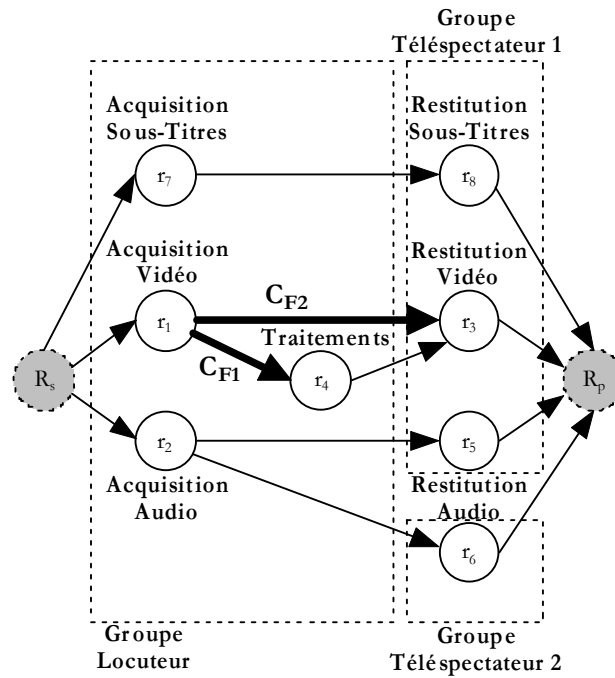 Groupe
Téléspectateur 1
Acquisition
Sous-Titres
Restitution
Sous-Titres
r7
r8
Acquisition
Vidéo
Restitution
Vidéo
CF2
r1
r3
Traitements
CF1
Rs
r4
Rp
r2
r5
Acquisition
Audio
Restitution
Audio
r6
Groupe
Locuteur
Groupe
Téléspectateur 2